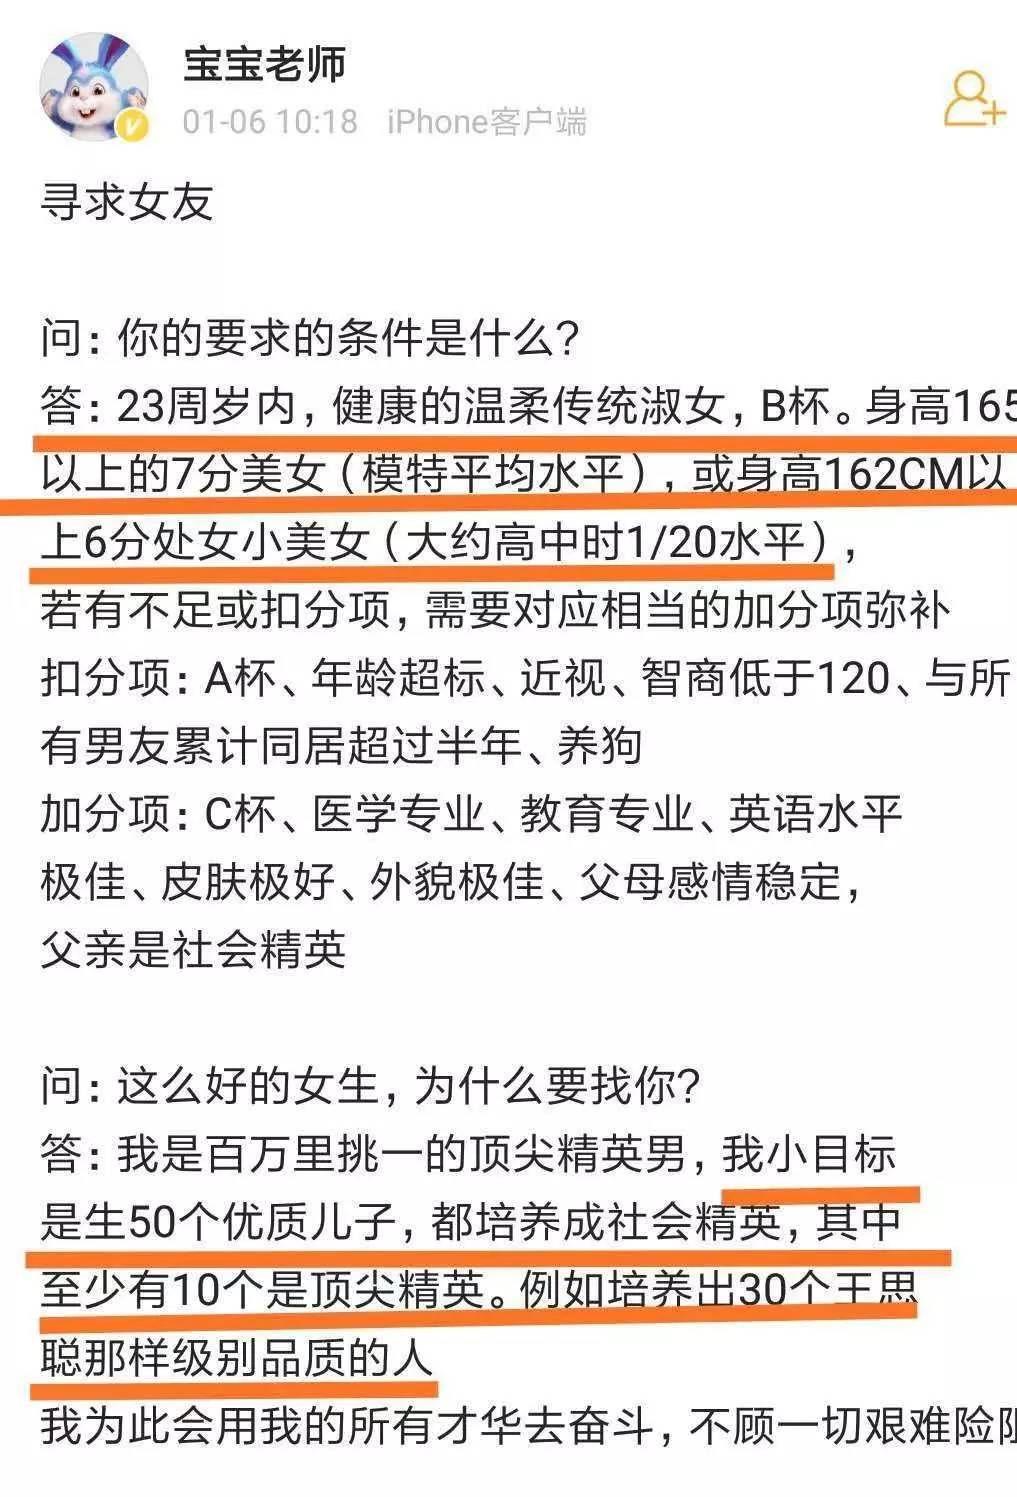 宝宝老师
01-06 10:18 iPhone客户端
寻求女友
问：你的要求的条件是什么？
答：23周岁内，健康的温柔传统淑女，B杯。身高165
以上的7分美女（模特平均水平），或身高162CM以
上6分处女小美女（大约高中时1/20水平），
若有不足或扣分项，需要对应相当的加分项弥补
扣分项：A杯、年龄超标、近视、智商低于120、与所
有男友累计同居超过半年、养狗
加分项：C杯、医学专业、教育专业、英语水平
极佳、皮肤极好、外貌极佳、父母感情稳定，
父亲是社会精英
问：这么好的女生，为什么要找你？
答：我是百万里挑一的顶尖精英男，我小目标
是生50个优质儿子，都培养成社会精英，其中
至少有10个是顶尖精英。例如培养出30个王思
聪那样级别品质的人
我为此会用我的所有才华去奋斗，不顾一切艰难险阻